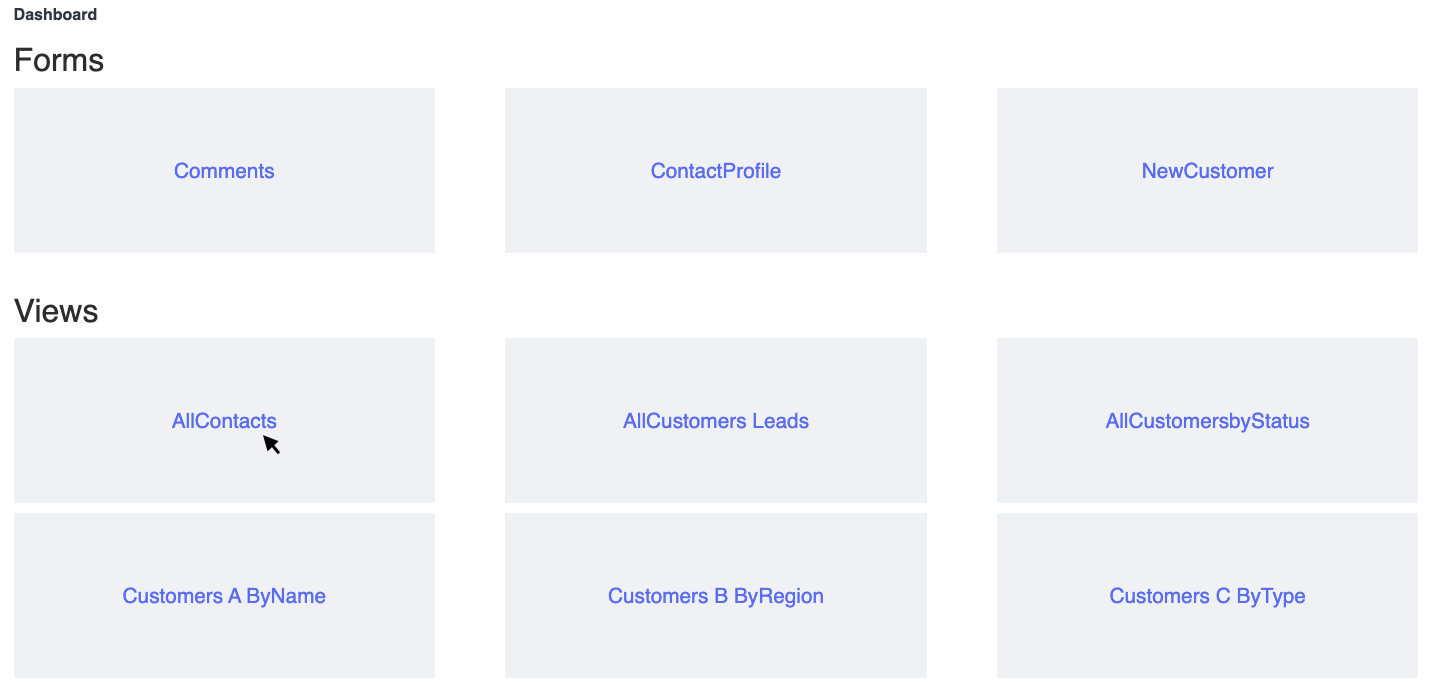 Dashboard
Forms
Comments
ContactProfile
NewCustomer
Views
AllContacts
AllCustomers Leads
AllCustomersbyStatus
Customers A ByName
Customers B ByRegion
Customers C ByType